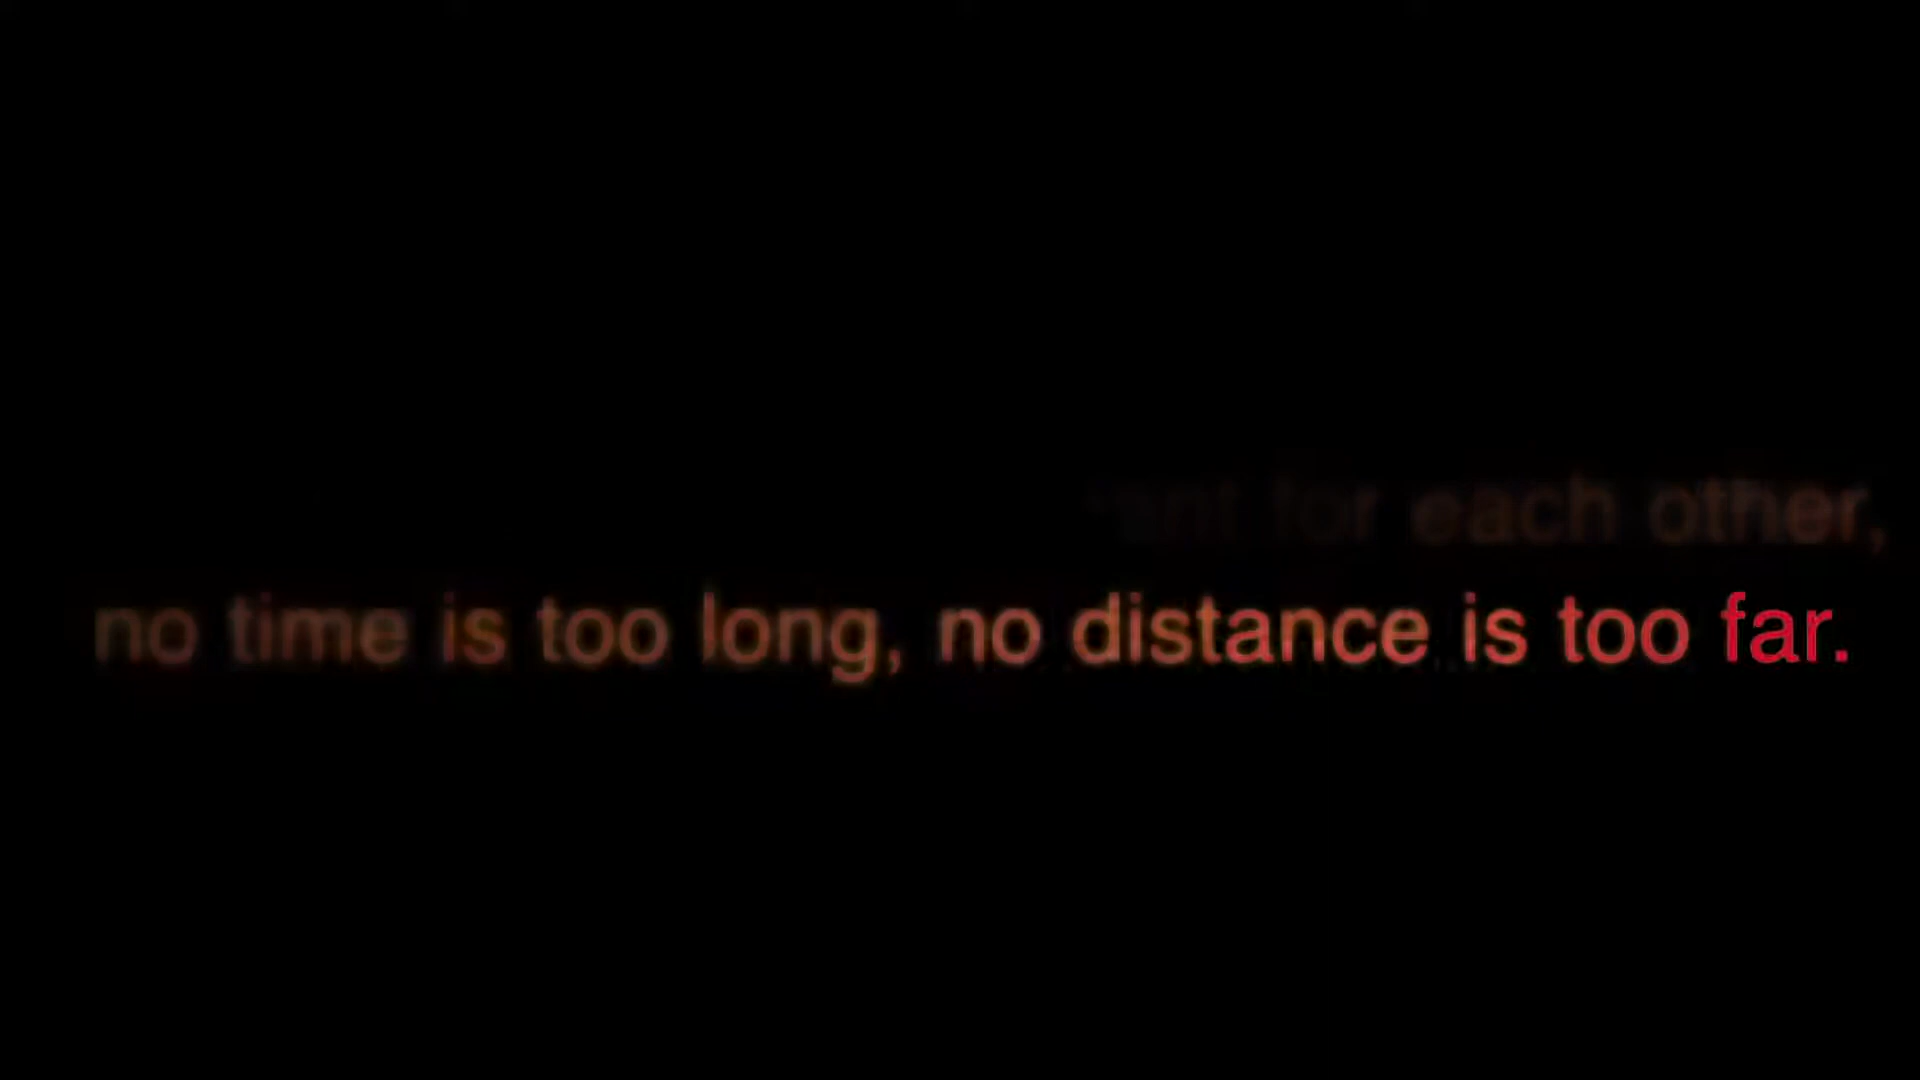 for each other,
no time is too long, no distance is too far.